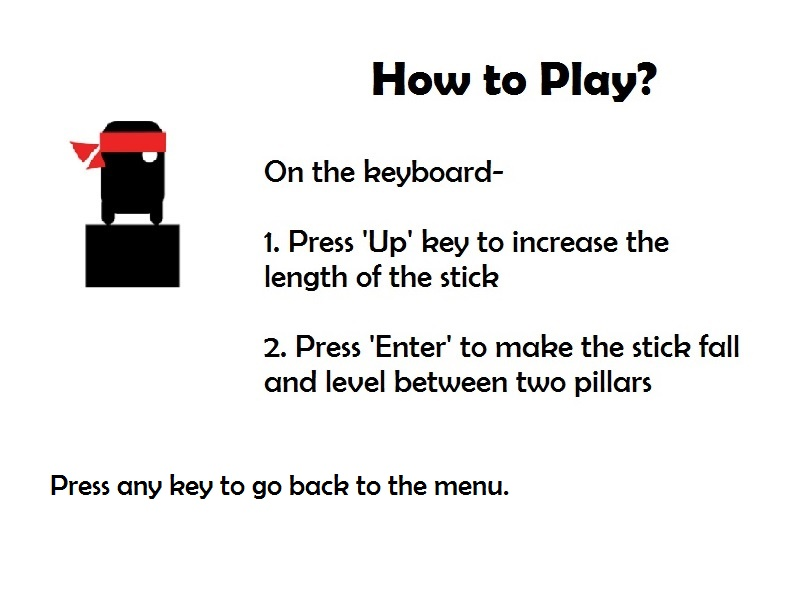 How to Play?
On the keyboard-
1. Press 'Up' key to increase the
length of the stick
2. Press 'Enter' to make the stick fall
and level between two pillars
Press any key to go back to the menu.